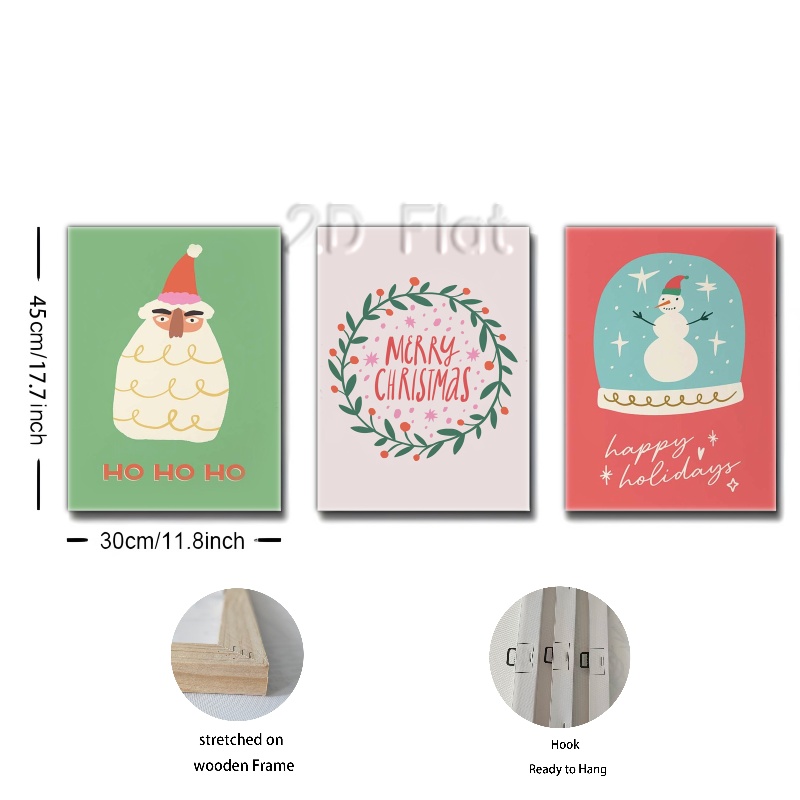 2D Flat
45cm/17.7inch
HO HO HO
MERRY
CHRISTMAS
happy
holidays
30cm/11.8inch
stretched on
wooden Frame
Hook
Ready to Hang